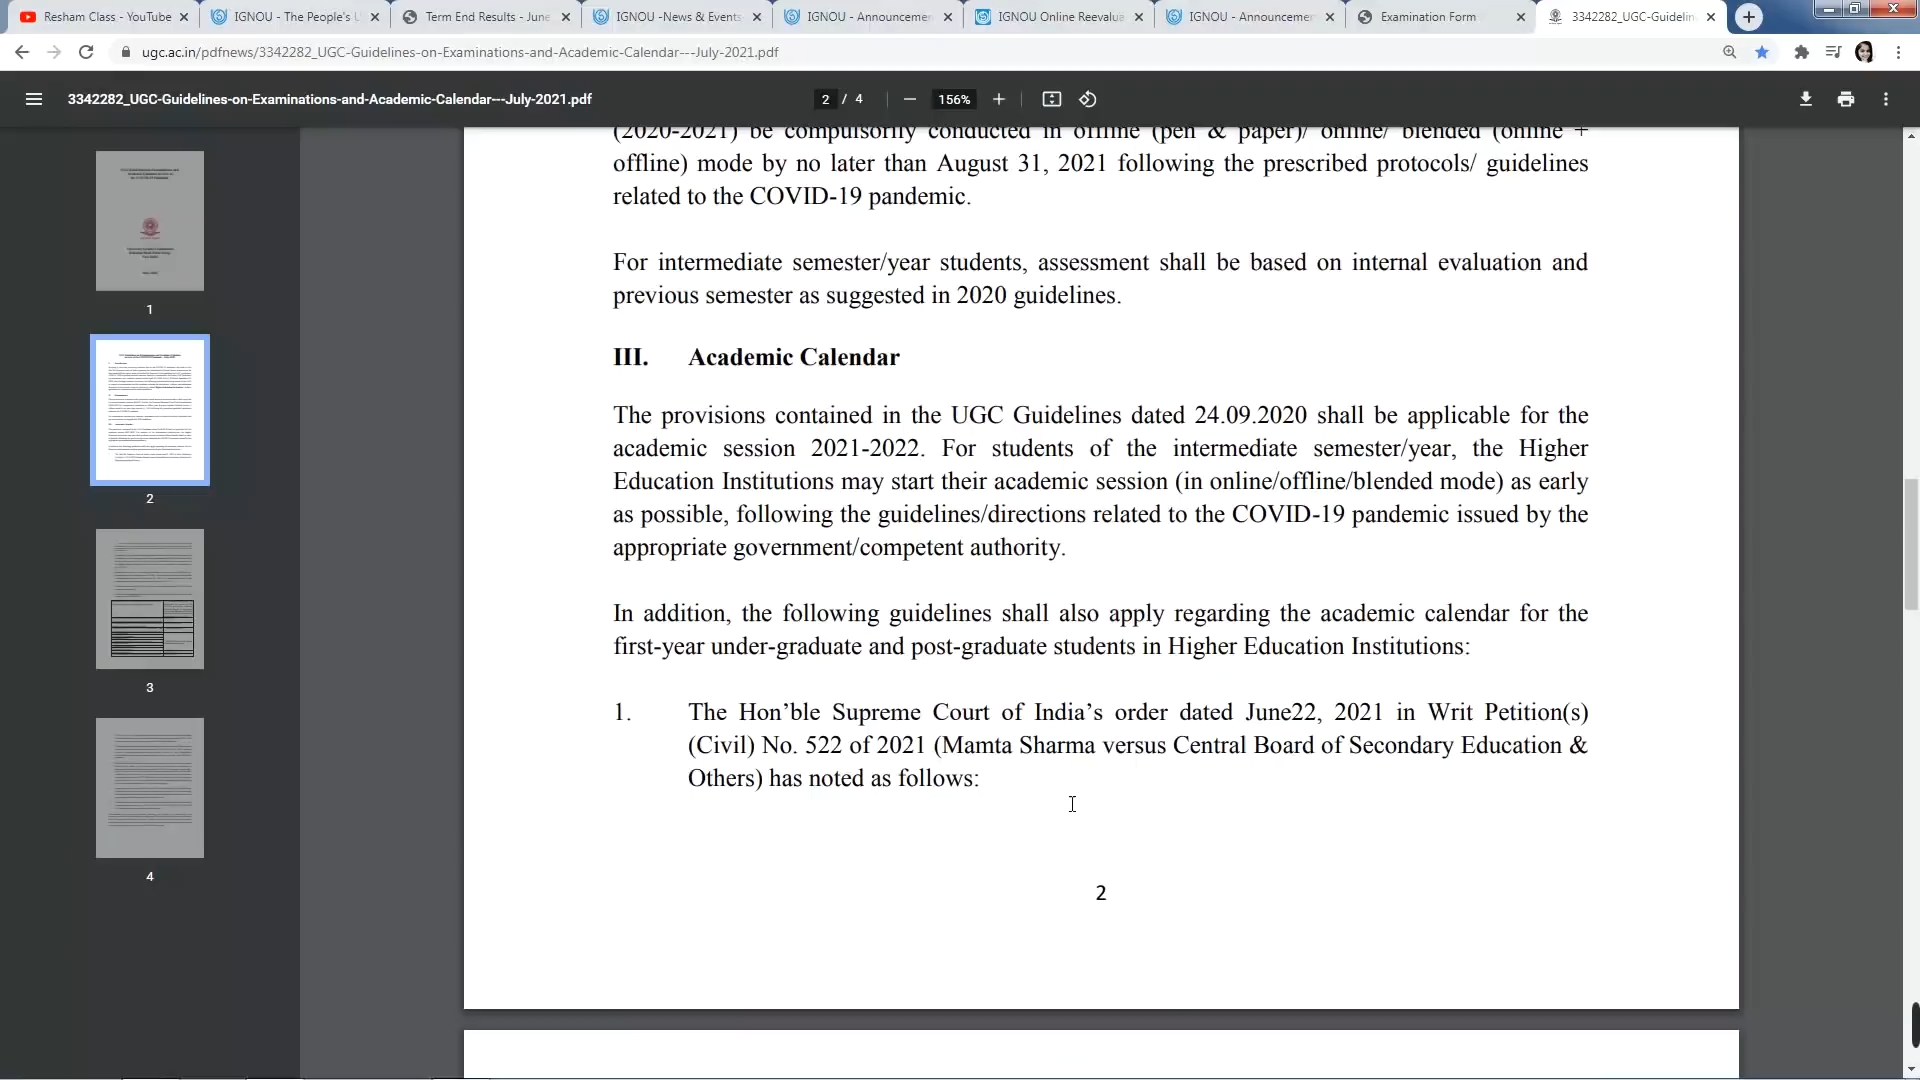 Resham Class - YouTube
IGNOU - The People's U
Term End Results - June
IGNOU -News & Events
IGNOU - Announcemen
IGNOU Online Reevalua
IGNOU - Announcemen
Examination Form
3342282_UGC-Guidelin
ugc.ac.in/pdfnews/3342282_UGC-Guidelines-on-Examinations-and-Academic-Calendar---July-2021.pdf
3342282_UGC-Guidelines-on-Examinations-and-Academic-Calendar---July-2021.pdf
2 / 4
156%
1
2
3
4
(2020-2021) be compulsorily conducted in offline (pen & paper)/ online/ blended (online +
offline) mode by no later than August 31, 2021 following the prescribed protocols/ guidelines
related to the COVID-19 pandemic.
For intermediate semester/year students, assessment shall be based on internal evaluation and
previous semester as suggested in 2020 guidelines.
III. Academic Calendar
The provisions contained in the UGC Guidelines dated 24.09.2020 shall be applicable for the
academic session 2021-2022. For students of the intermediate semester/year, the Higher
Education Institutions may start their academic session (in online/offline/blended mode) as early
as possible, following the guidelines/directions related to the COVID-19 pandemic issued by the
appropriate government/competent authority.
In addition, the following guidelines shall also apply regarding the academic calendar for the
first-year under-graduate and post-graduate students in Higher Education Institutions:
1. The Hon’ble Supreme Court of India’s order dated June22, 2021 in Writ Petition(s)
(Civil) No. 522 of 2021 (Mamta Sharma versus Central Board of Secondary Education &
Others) has noted as follows:
2